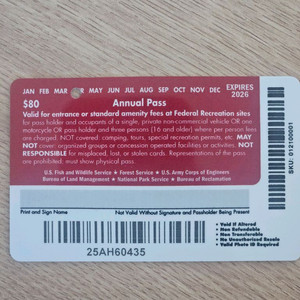 JAN FEB MAR APR MAY JUN JUL AUG SEP OCT NOV DEC EXPIRES
2026
$80 Annual Pass
Valid for entrance or standard amenity fees at Federal Recreation sites
for pass holder and occupants of a single, private non-commercial vehicle OR one
motorcycle OR pass holder and three persons (16 and older) where per person fees
are charged. NOT covered: camping, tours, special recreation permits, etc. MAY
NOT cover: organized groups or concession operated facilities or activities. NOT
RESPONSIBLE for misplaced, lost, or stolen cards. Representations of the pass
are prohibited; must show physical pass.
U.S. Fish and Wildlife Service ★ Forest Service ★ U.S. Army Corps of Engineers
Bureau of Land Management ★ National Park Service ★ Bureau of Reclamation
Print and Sign Name Not Valid Without Signature and Passholder Being Present
25AH60435
• Void If Altered
• Non Refundable
• Non Transferable
• No Unauthorized Resale
• Valid Photo ID Required
SKU: 192100001